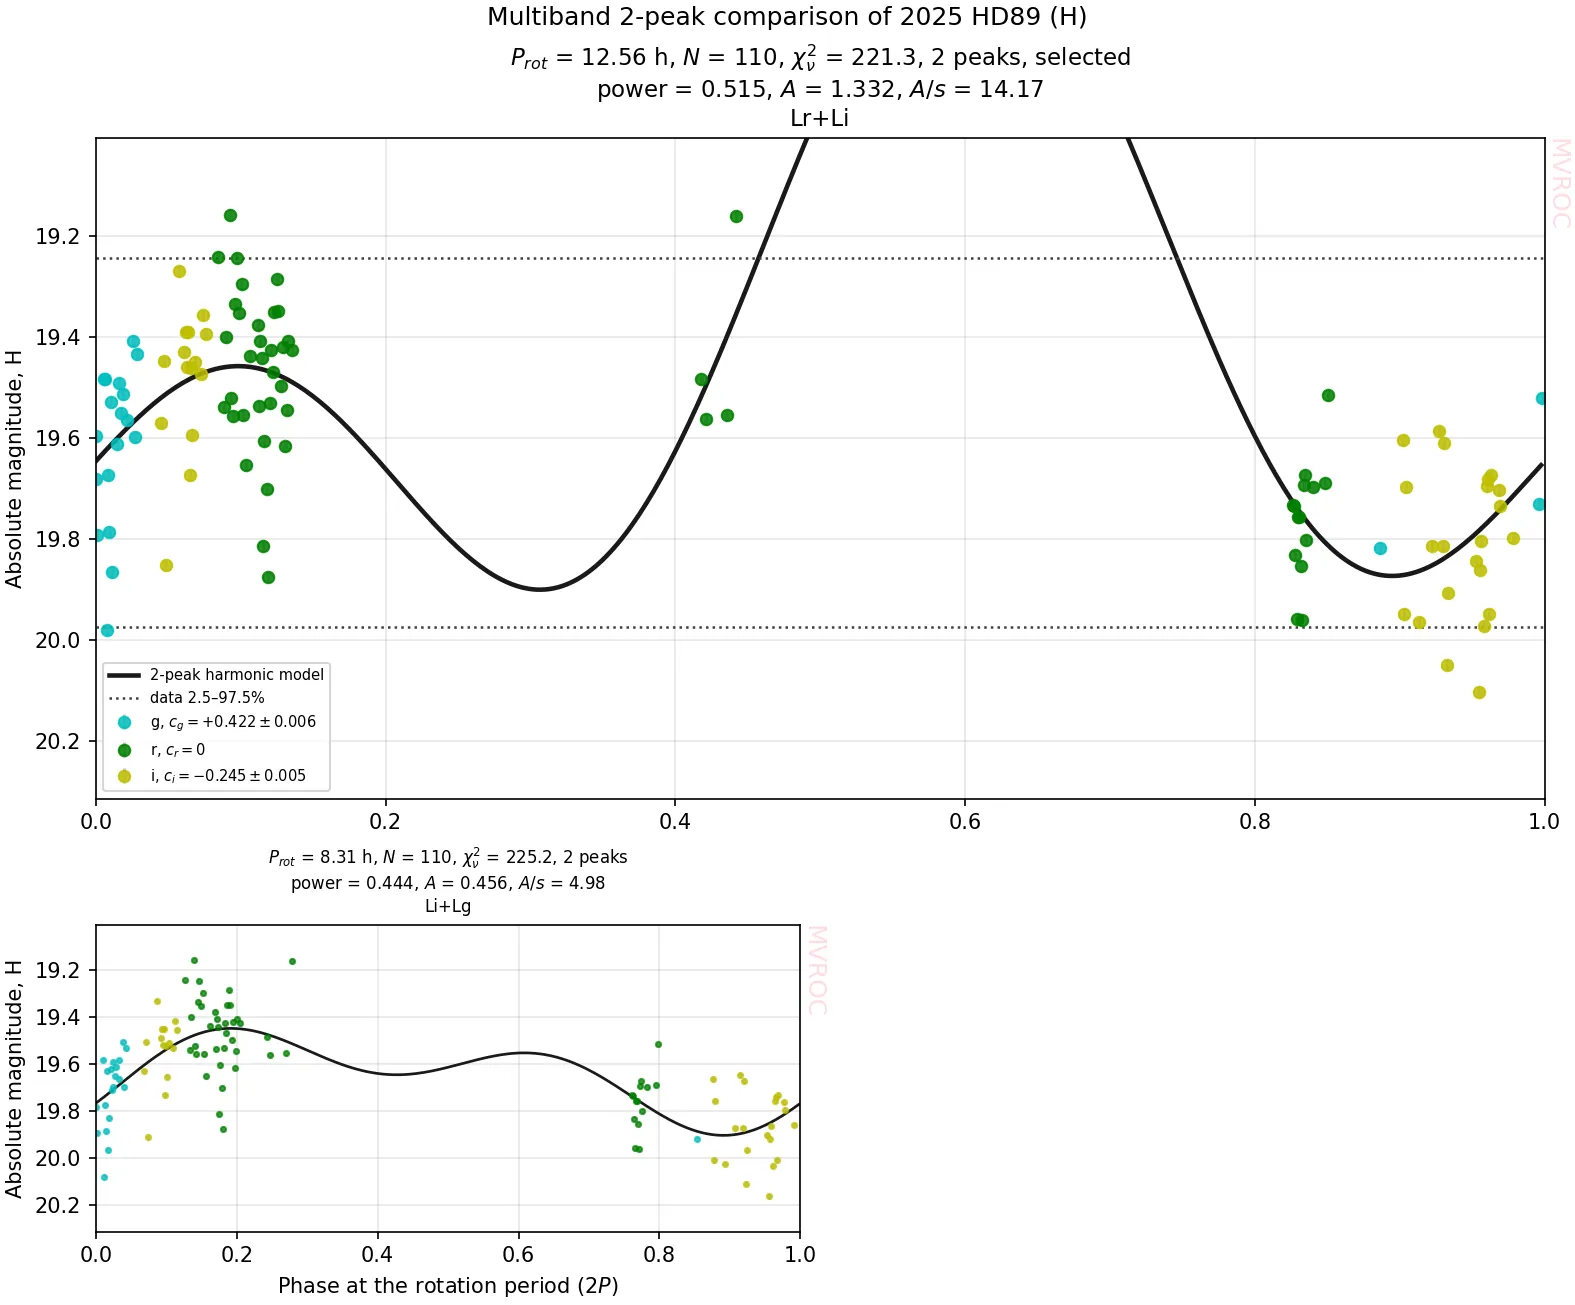 Multiband 2-peak comparison of 2025 HD89 (H)
P_rot = 12.56 h, N = 110, χ²_ν = 221.3, 2 peaks, selected
power = 0.515, A = 1.332, A/s = 14.17
Lr+Li
MVROC
Absolute magnitude, H
19.2
19.4
19.6
19.8
20.0
20.2
2-peak harmonic model
data 2.5–97.5%
g, c_g = +0.422 ± 0.006
r, c_r = 0
i, c_i = −0.245 ± 0.005
0.0 0.2 0.4 0.6 0.8 1.0
P_rot = 8.31 h, N = 110, χ²_ν = 225.2, 2 peaks
power = 0.444, A = 0.456, A/s = 4.98
Li+Lg
MVROC
Absolute magnitude, H
19.2
19.4
19.6
19.8
20.0
20.2
0.0 0.2 0.4 0.6 0.8 1.0
Phase at the rotation period (2P)